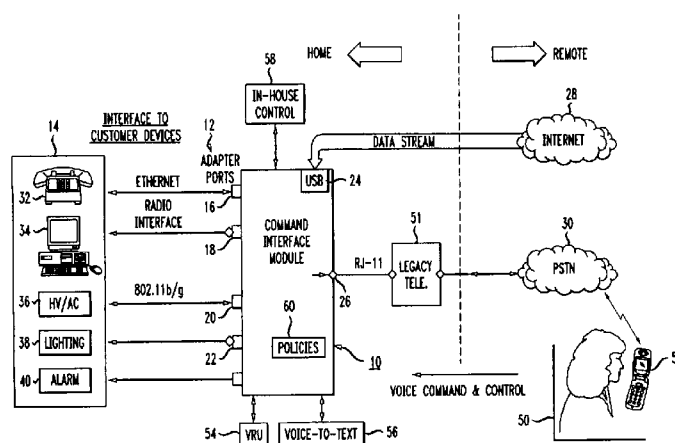 HOME
REMOTE
58
IN-HOUSE
CONTROL
INTERFACE TO
CUSTOMER DEVICES
14
12
ADAPTER
PORTS
28
INTERNET
DATA STREAM
USB
24
ETHERNET
16
32
RADIO
INTERFACE
18
34
COMMAND
INTERFACE
MODULE
51
LEGACY
TELE.
RJ-11
26
30
PSTN
802.11b/g
20
36
HV/AC
60
POLICIES
38
LIGHTING
22
10
40
ALARM
VOICE COMMAND & CONTROL
50
54
VRU
VOICE-TO-TEXT
56